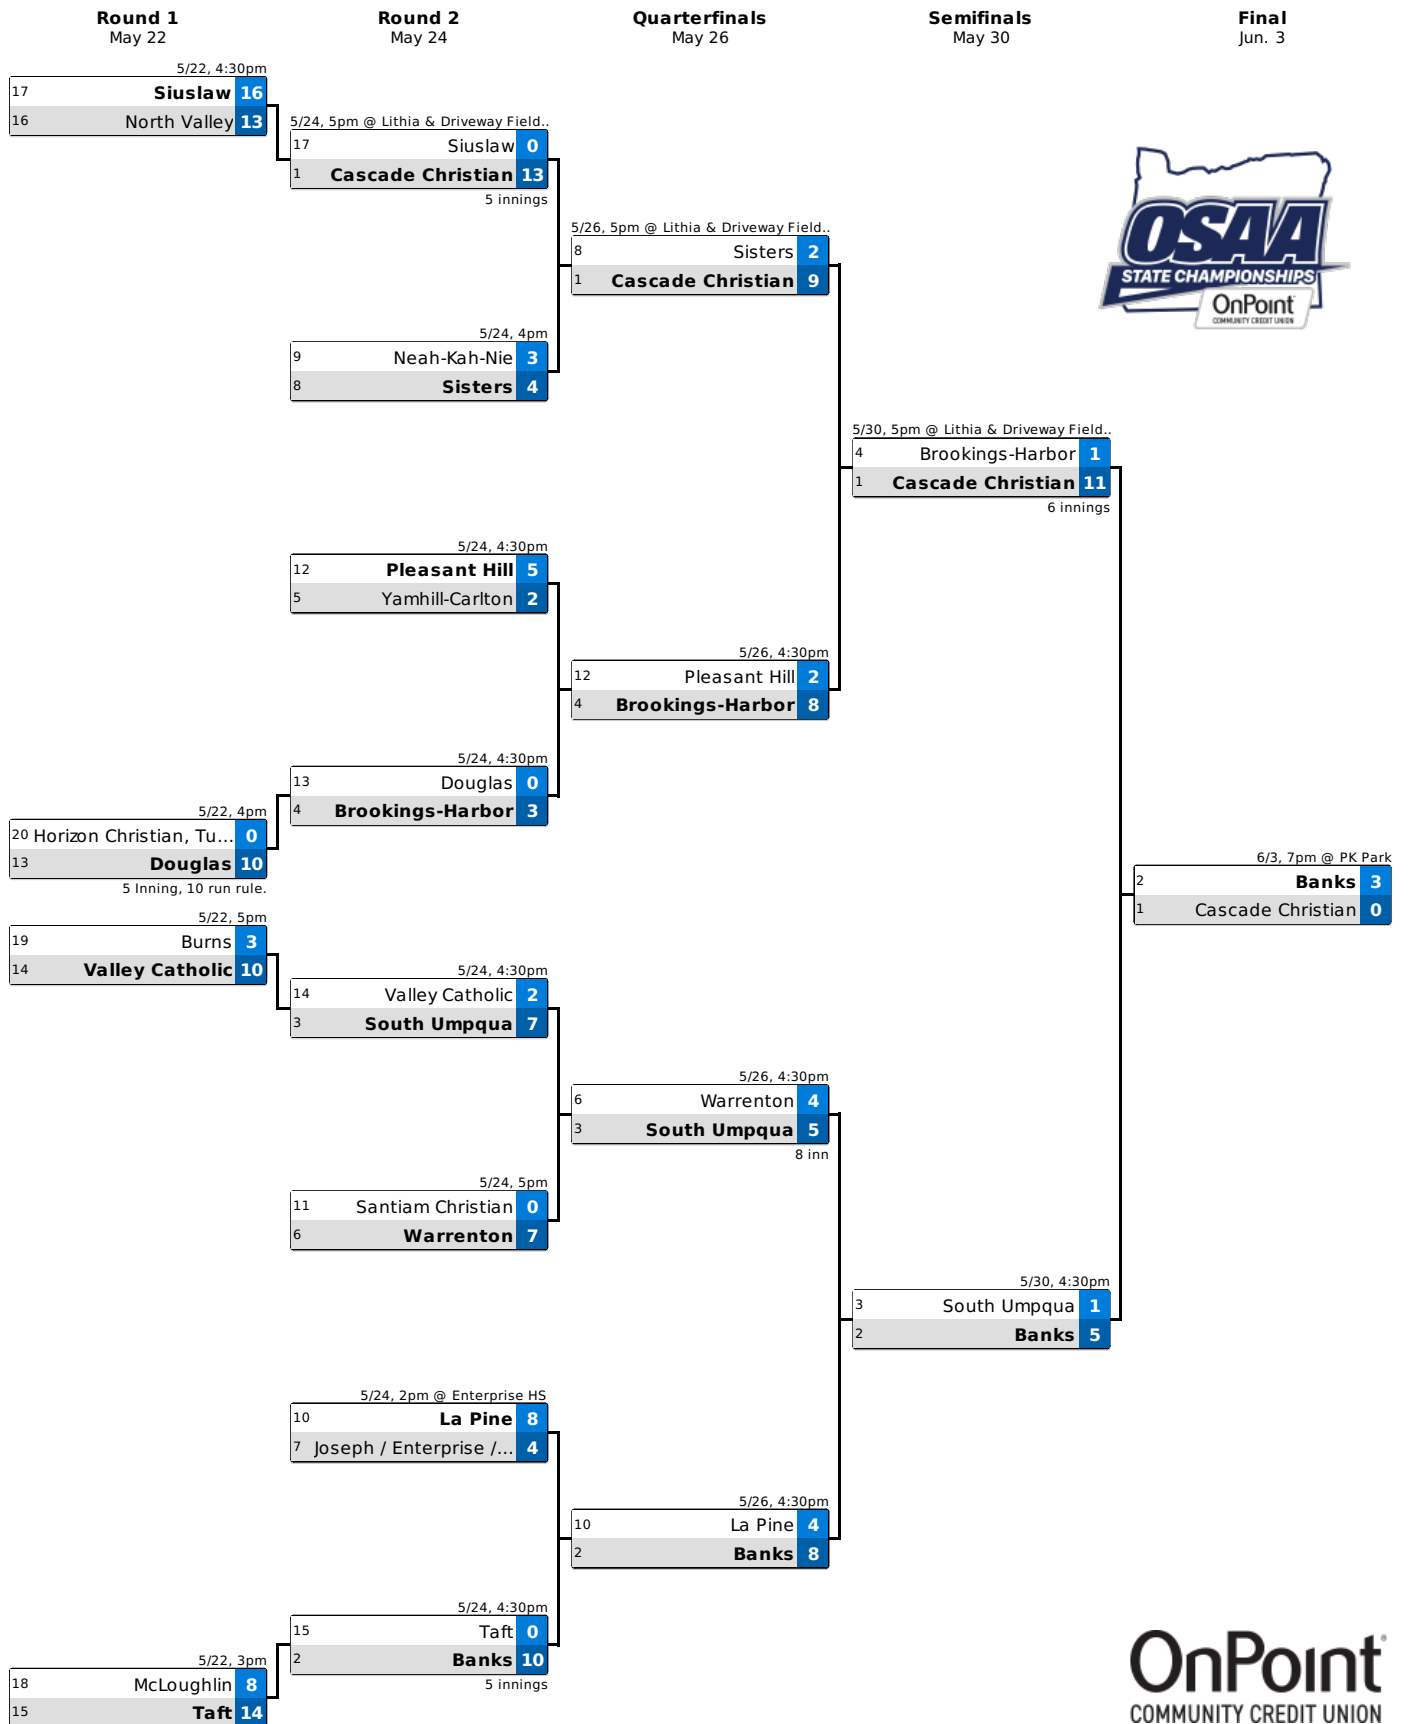 Round 1
May 22
Round 2
May 24
Quarterfinals
May 26
Semifinals
May 30
Final
Jun. 3
5/22, 4:30pm
17 Siuslaw 16
16 North Valley 13
5/24, 5pm @ Lithia & Driveway Field..
17 Siuslaw 0
1 Cascade Christian 13
5 innings
5/26, 5pm @ Lithia & Driveway Field..
8 Sisters 2
1 Cascade Christian 9
OSAA
STATE CHAMPIONSHIPS
OnPoint
COMMUNITY CREDIT UNION
5/24, 4pm
9 Neah-Kah-Nie 3
8 Sisters 4
5/30, 5pm @ Lithia & Driveway Field..
4 Brookings-Harbor 1
1 Cascade Christian 11
6 innings
5/24, 4:30pm
12 Pleasant Hill 5
5 Yamhill-Carlton 2
5/26, 4:30pm
12 Pleasant Hill 2
4 Brookings-Harbor 8
5/24, 4:30pm
13 Douglas 0
4 Brookings-Harbor 3
5/22, 4pm
20 Horizon Christian, Tu... 0
13 Douglas 10
5 Inning, 10 run rule.
6/3, 7pm @ PK Park
2 Banks 3
1 Cascade Christian 0
5/22, 5pm
19 Burns 3
14 Valley Catholic 10
5/24, 4:30pm
14 Valley Catholic 2
3 South Umpqua 7
5/26, 4:30pm
6 Warrenton 4
3 South Umpqua 5
8 inn
5/24, 5pm
11 Santiam Christian 0
6 Warrenton 7
5/30, 4:30pm
3 South Umpqua 1
2 Banks 5
5/24, 2pm @ Enterprise HS
10 La Pine 8
7 Joseph / Enterprise /... 4
5/26, 4:30pm
10 La Pine 4
2 Banks 8
5/24, 4:30pm
15 Taft 0
2 Banks 10
5 innings
5/22, 3pm
18 McLoughlin 8
15 Taft 14
OnPoint
COMMUNITY CREDIT UNION